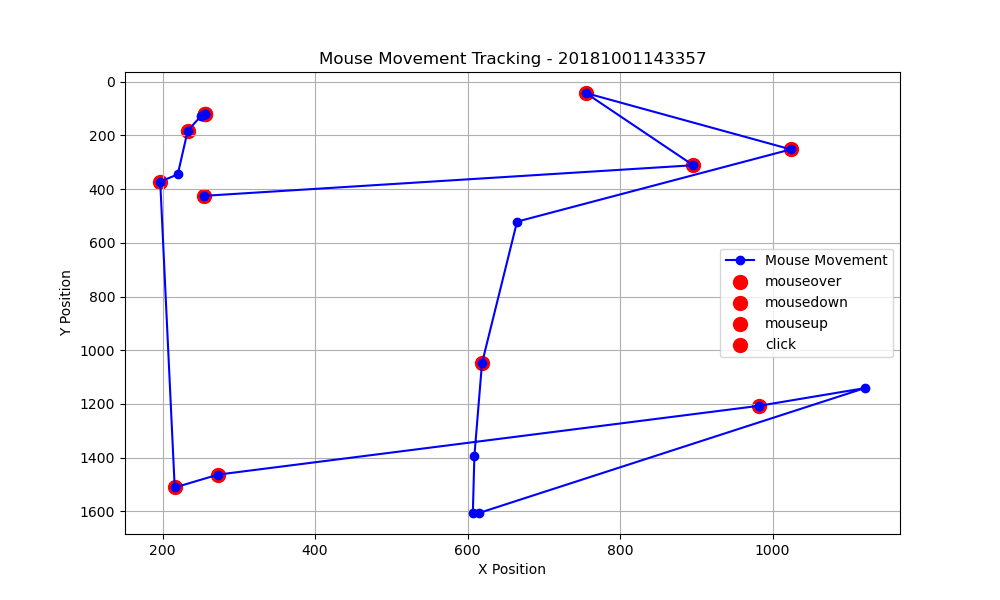 Mouse Movement Tracking - 20181001143357
0
200
400
600
800
1000
1200
1400
1600
Y Position
Mouse Movement
mouseover
mousedown
mouseup
click
200 400 600 800 1000
X Position